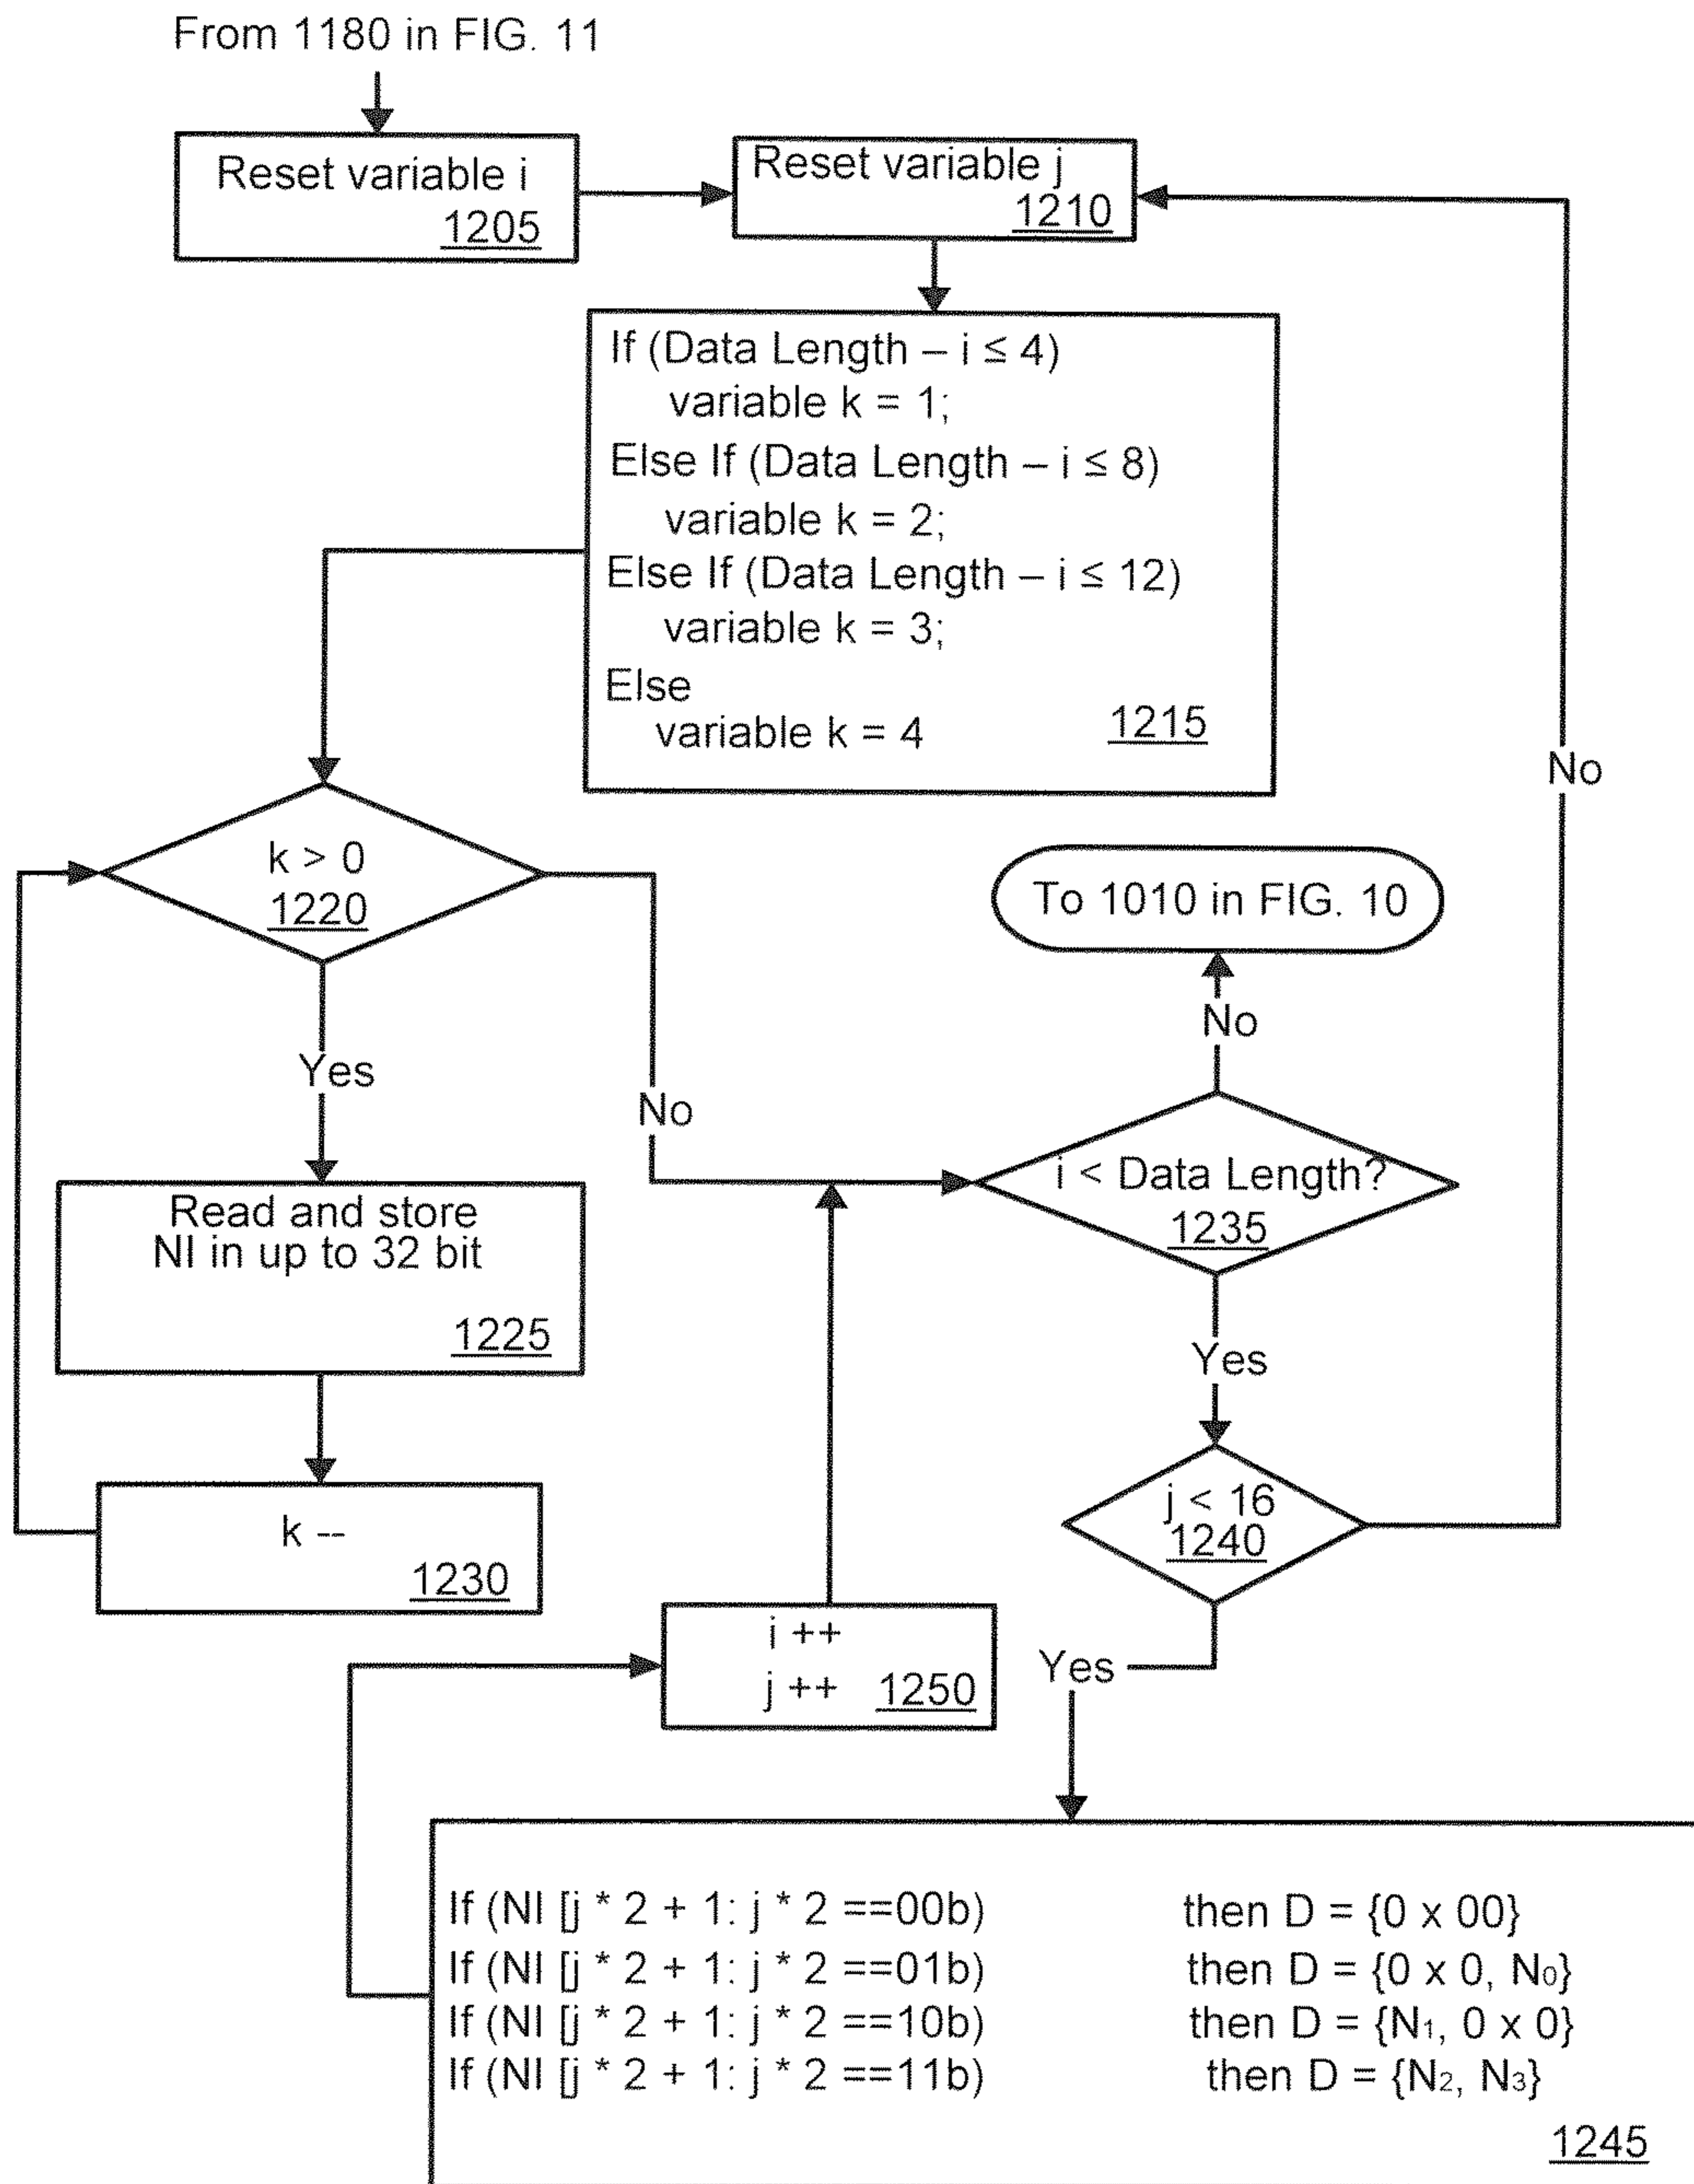 From 1180 in FIG. 11
Reset variable i
1205
Reset variable j
1210
If (Data Length – i ≤ 4)
variable k = 1;
Else If (Data Length – i ≤ 8)
variable k = 2;
Else If (Data Length – i ≤ 12)
variable k = 3;
Else
variable k = 4
1215
No
k > 0
1220
To 1010 in FIG. 10
No
Yes
No
i < Data Length?
1235
Read and store
NI in up to 32 bit
1225
Yes
j < 16
1240
k --
1230
i ++
j ++
1250
Yes
If (NI [j * 2 + 1: j * 2 ==00b) then D = {0 x 00}
If (NI [j * 2 + 1: j * 2 ==01b) then D = {0 x 0, N₀}
If (NI [j * 2 + 1: j * 2 ==10b) then D = {N₁, 0 x 0}
If (NI [j * 2 + 1: j * 2 ==11b) then D = {N₂, N₃}
1245